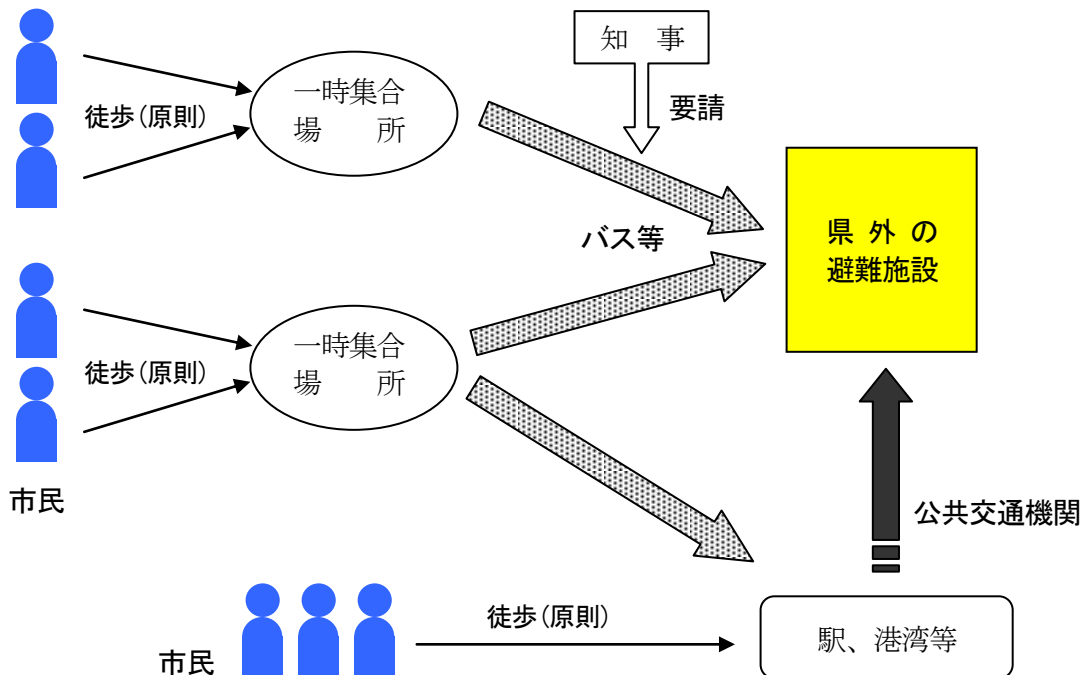 知　事
要請
一時集合
場　　所
徒歩(原則)
バス等
県 外 の
避難施設
一時集合
場　　所
徒歩(原則)
市民
公共交通機関
徒歩(原則)
駅、港湾等
市民